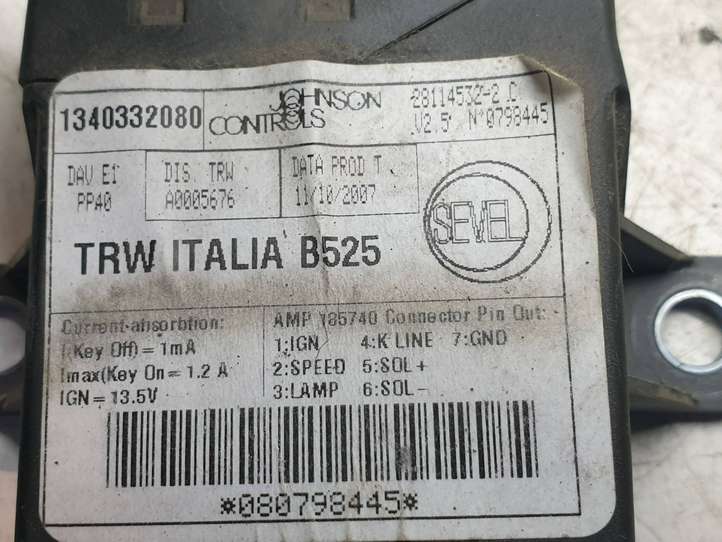 1340332080 JOHNSON CONTROLS 28114532-2 C
V2.5 N°0798445
DAV E1 DIS. TRW DATA PROD T.
PP40 A0005676 11/10/2007
SEVEL
TRW ITALIA B525
Current absorbtion: AMP 185740 Connector Pin Out:
I(Key Off)= 1mA 1:IGN 4:K LINE 7:GND
Imax(Key On = 1.2 A 2:SPEED 5:SOL+
IGN = 13.5V 3:LAMP 6:SOL-
*080798445*